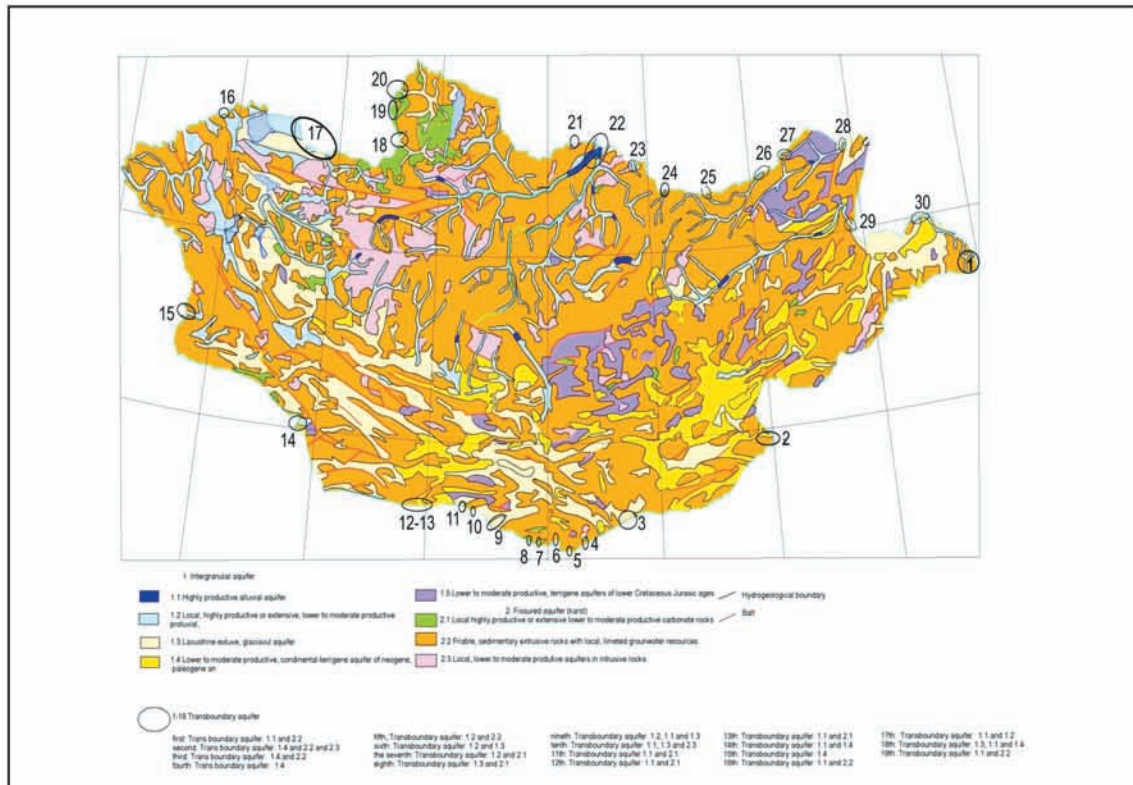 20
16
19
17
18
21
22
23
24
25
26
27
28
29
30
1
15
14
2
12-13
11
10
9
8
7
6
5
4
3
1 Intergranular aquifer
1.1 Highly productive alluvial aquifer
1.2 Local, highly productive or extensive, lower to moderate productive
proluvial,
1.3 Lacustrine eoluve, glaciaviul aquifer
1.4 Lower to moderate productive, condinental-terrigene aquifer of neogene,
paleogene an
1.5 Lower to moderate productive, terrigene aquifers of lower Cretaceous Jurassic ages
2 Fissured aquifer (karst)
2.1 Local highly productive or extensive lower to moderate productive carbonate rocks
2.2 Friable, sedimentary extrusive rocks with local, limeted grounwater resources
2.3 Local, lower to moderate produtive aquifers in intrusive rocks
Hydrogeological boundary
Balt
1-18 Transboundary aquifer
first: Trans boundary aquifer: 1.1 and 2.2
second: Trans boundary aquifer: 1.4 and 2.2 and 2.3
third: Trans boundary aquifer: 1.4 and 2.2
fourth: Trans boundary aquifer: 1.4
fifth: Transboundary aquifer: 1.2 and 2.2
sixth: Transboundary aquifer: 1.2 and 1.3
the seventh: Transboundary aquifer: 1.2 and 2.1
eighth: Transboundary aquifer: 1.3 and 2.1
nineth: Transboundary aquifer: 1.2, 1.1 and 1.3
tenth: Transboundary aquifer: 1.1, 1.3 and 2.3
11th: Transboundary aquifer: 1.1 and 2.1
12th: Transboundary aquifer: 1.1 and 2.1
13th: Transboundary aquifer: 1.1 and 2.1
14th: Transboundary aquifer: 1.1 and 1.4
15th: Transboundary aquifer: 1.4
16th: Transboundary aquifer: 1.1 and 2.2
17th: Transboundary aquifer: 1.1 and 1.2
18th: Transboundary aquifer: 1.3, 1.1 and 1.4
19th: Transboundary aquifer: 1.1 and 2.2